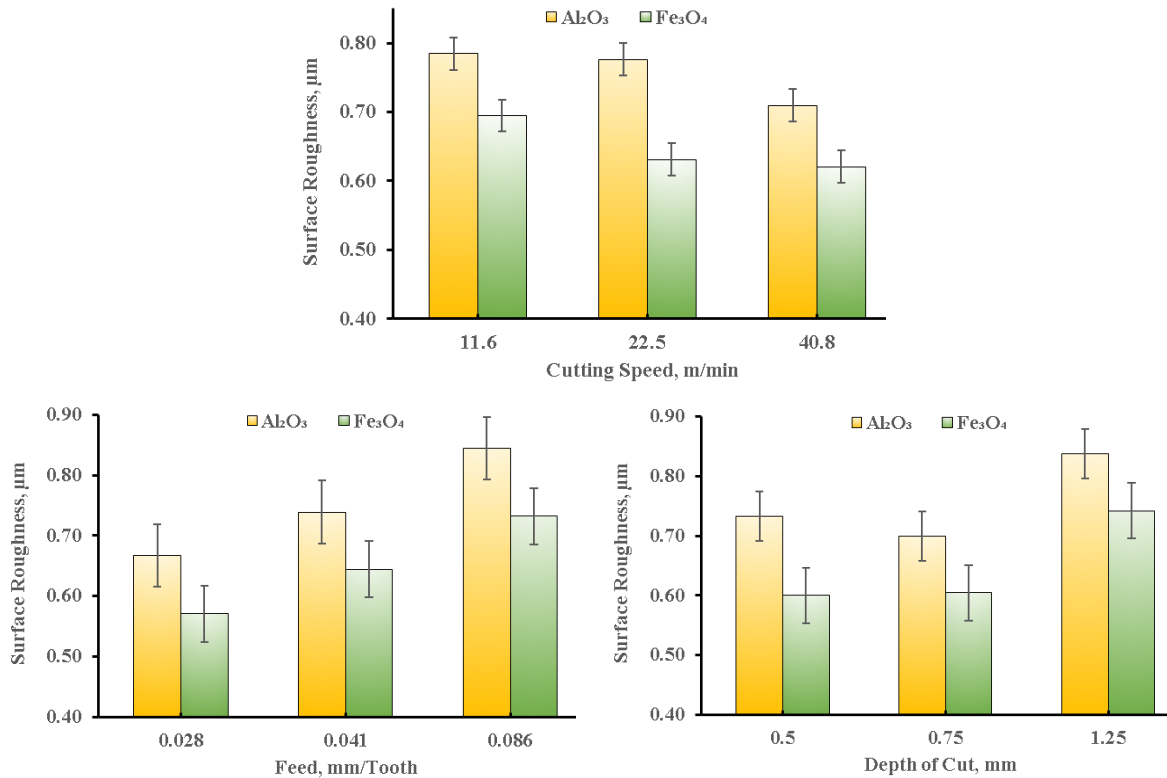 Al₂O₃ Fe₃O₄
Surface Roughness, µm
0.80
0.70
0.60
0.50
0.40
11.6 22.5 40.8
Cutting Speed, m/min
Al₂O₃ Fe₃O₄
Surface Roughness, µm
0.90
0.80
0.70
0.60
0.50
0.40
0.028 0.041 0.086
Feed, mm/Tooth
Al₂O₃ Fe₃O₄
Surface Roughness, µm
0.90
0.80
0.70
0.60
0.50
0.40
0.5 0.75 1.25
Depth of Cut, mm